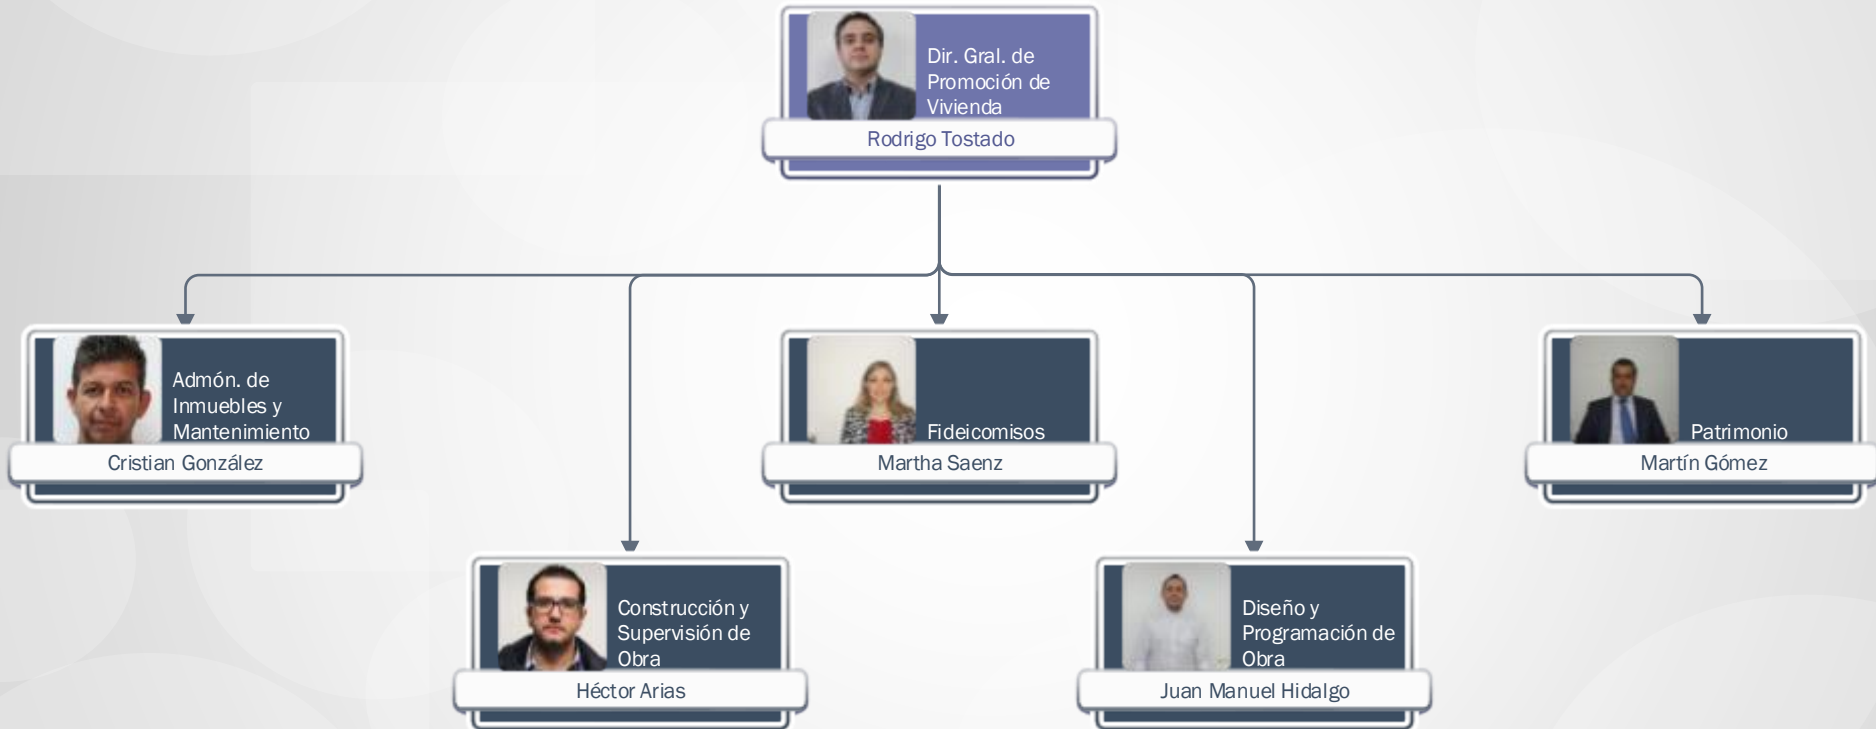 Dir. Gral. de
Promoción de
Vivienda
Rodrigo Tostado
Admón. de
Inmuebles y
Mantenimiento
Cristian González
Fideicomisos
Martha Saenz
Patrimonio
Martín Gómez
Construcción y
Supervisión de
Obra
Héctor Arias
Diseño y
Programación de
Obra
Juan Manuel Hidalgo